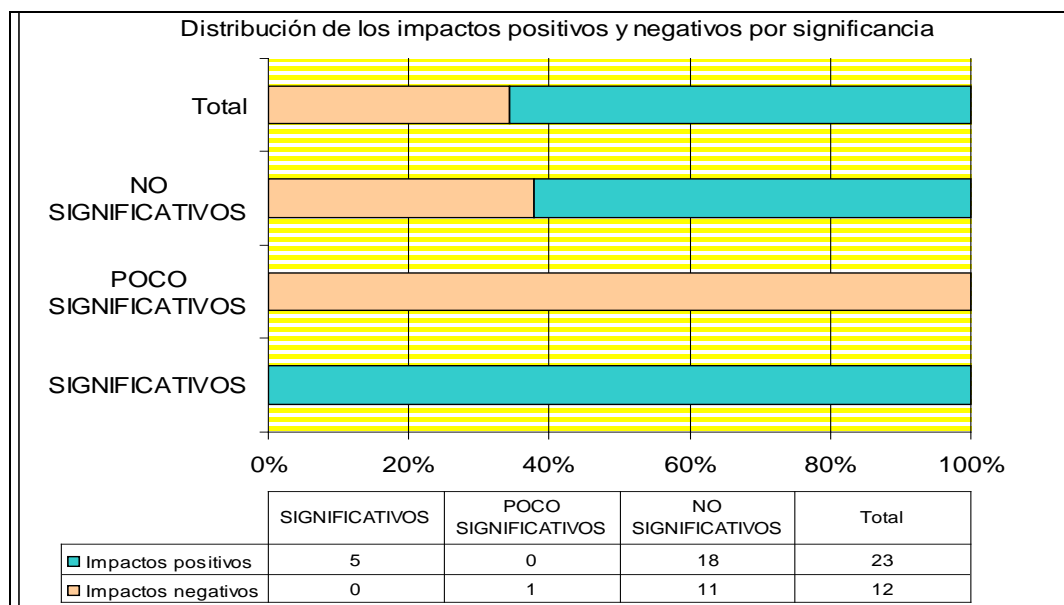 Distribución de los impactos positivos y negativos por significancia
Total
NO
SIGNIFICATIVOS
POCO
SIGNIFICATIVOS
SIGNIFICATIVOS
0% 20% 40% 60% 80% 100%
SIGNIFICATIVOS POCO SIGNIFICATIVOS NO SIGNIFICATIVOS Total
Impactos positivos 5 0 18 23
Impactos negativos 0 1 11 12